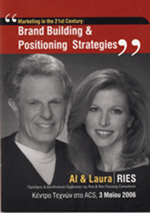 “Marketing in the 21st Century:
Brand Building &
Positioning Strategies”
Al & Laura RIES
Κέντρο Τεχνών στο ACS, 3 Μαΐου 2006